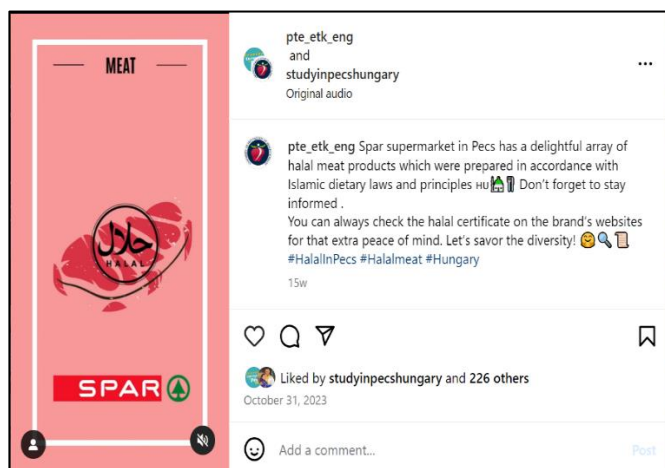 MEAT
حلال
HALAL
SPAR
pte_etk_eng
and
studyinpecshungary
Original audio
pte_etk_eng Spar supermarket in Pecs has a delightful array of
halal meat products which were prepared in accordance with
Islamic dietary laws and principles HU🕌🧍 Don't forget to stay
informed .
You can always check the halal certificate on the brand's websites
for that extra peace of mind. Let's savor the diversity! 🤗🔍📜
#HalalInPecs #Halalmeat #Hungary
15w
Liked by studyinpecshungary and 226 others
October 31, 2023
Add a comment...
Post